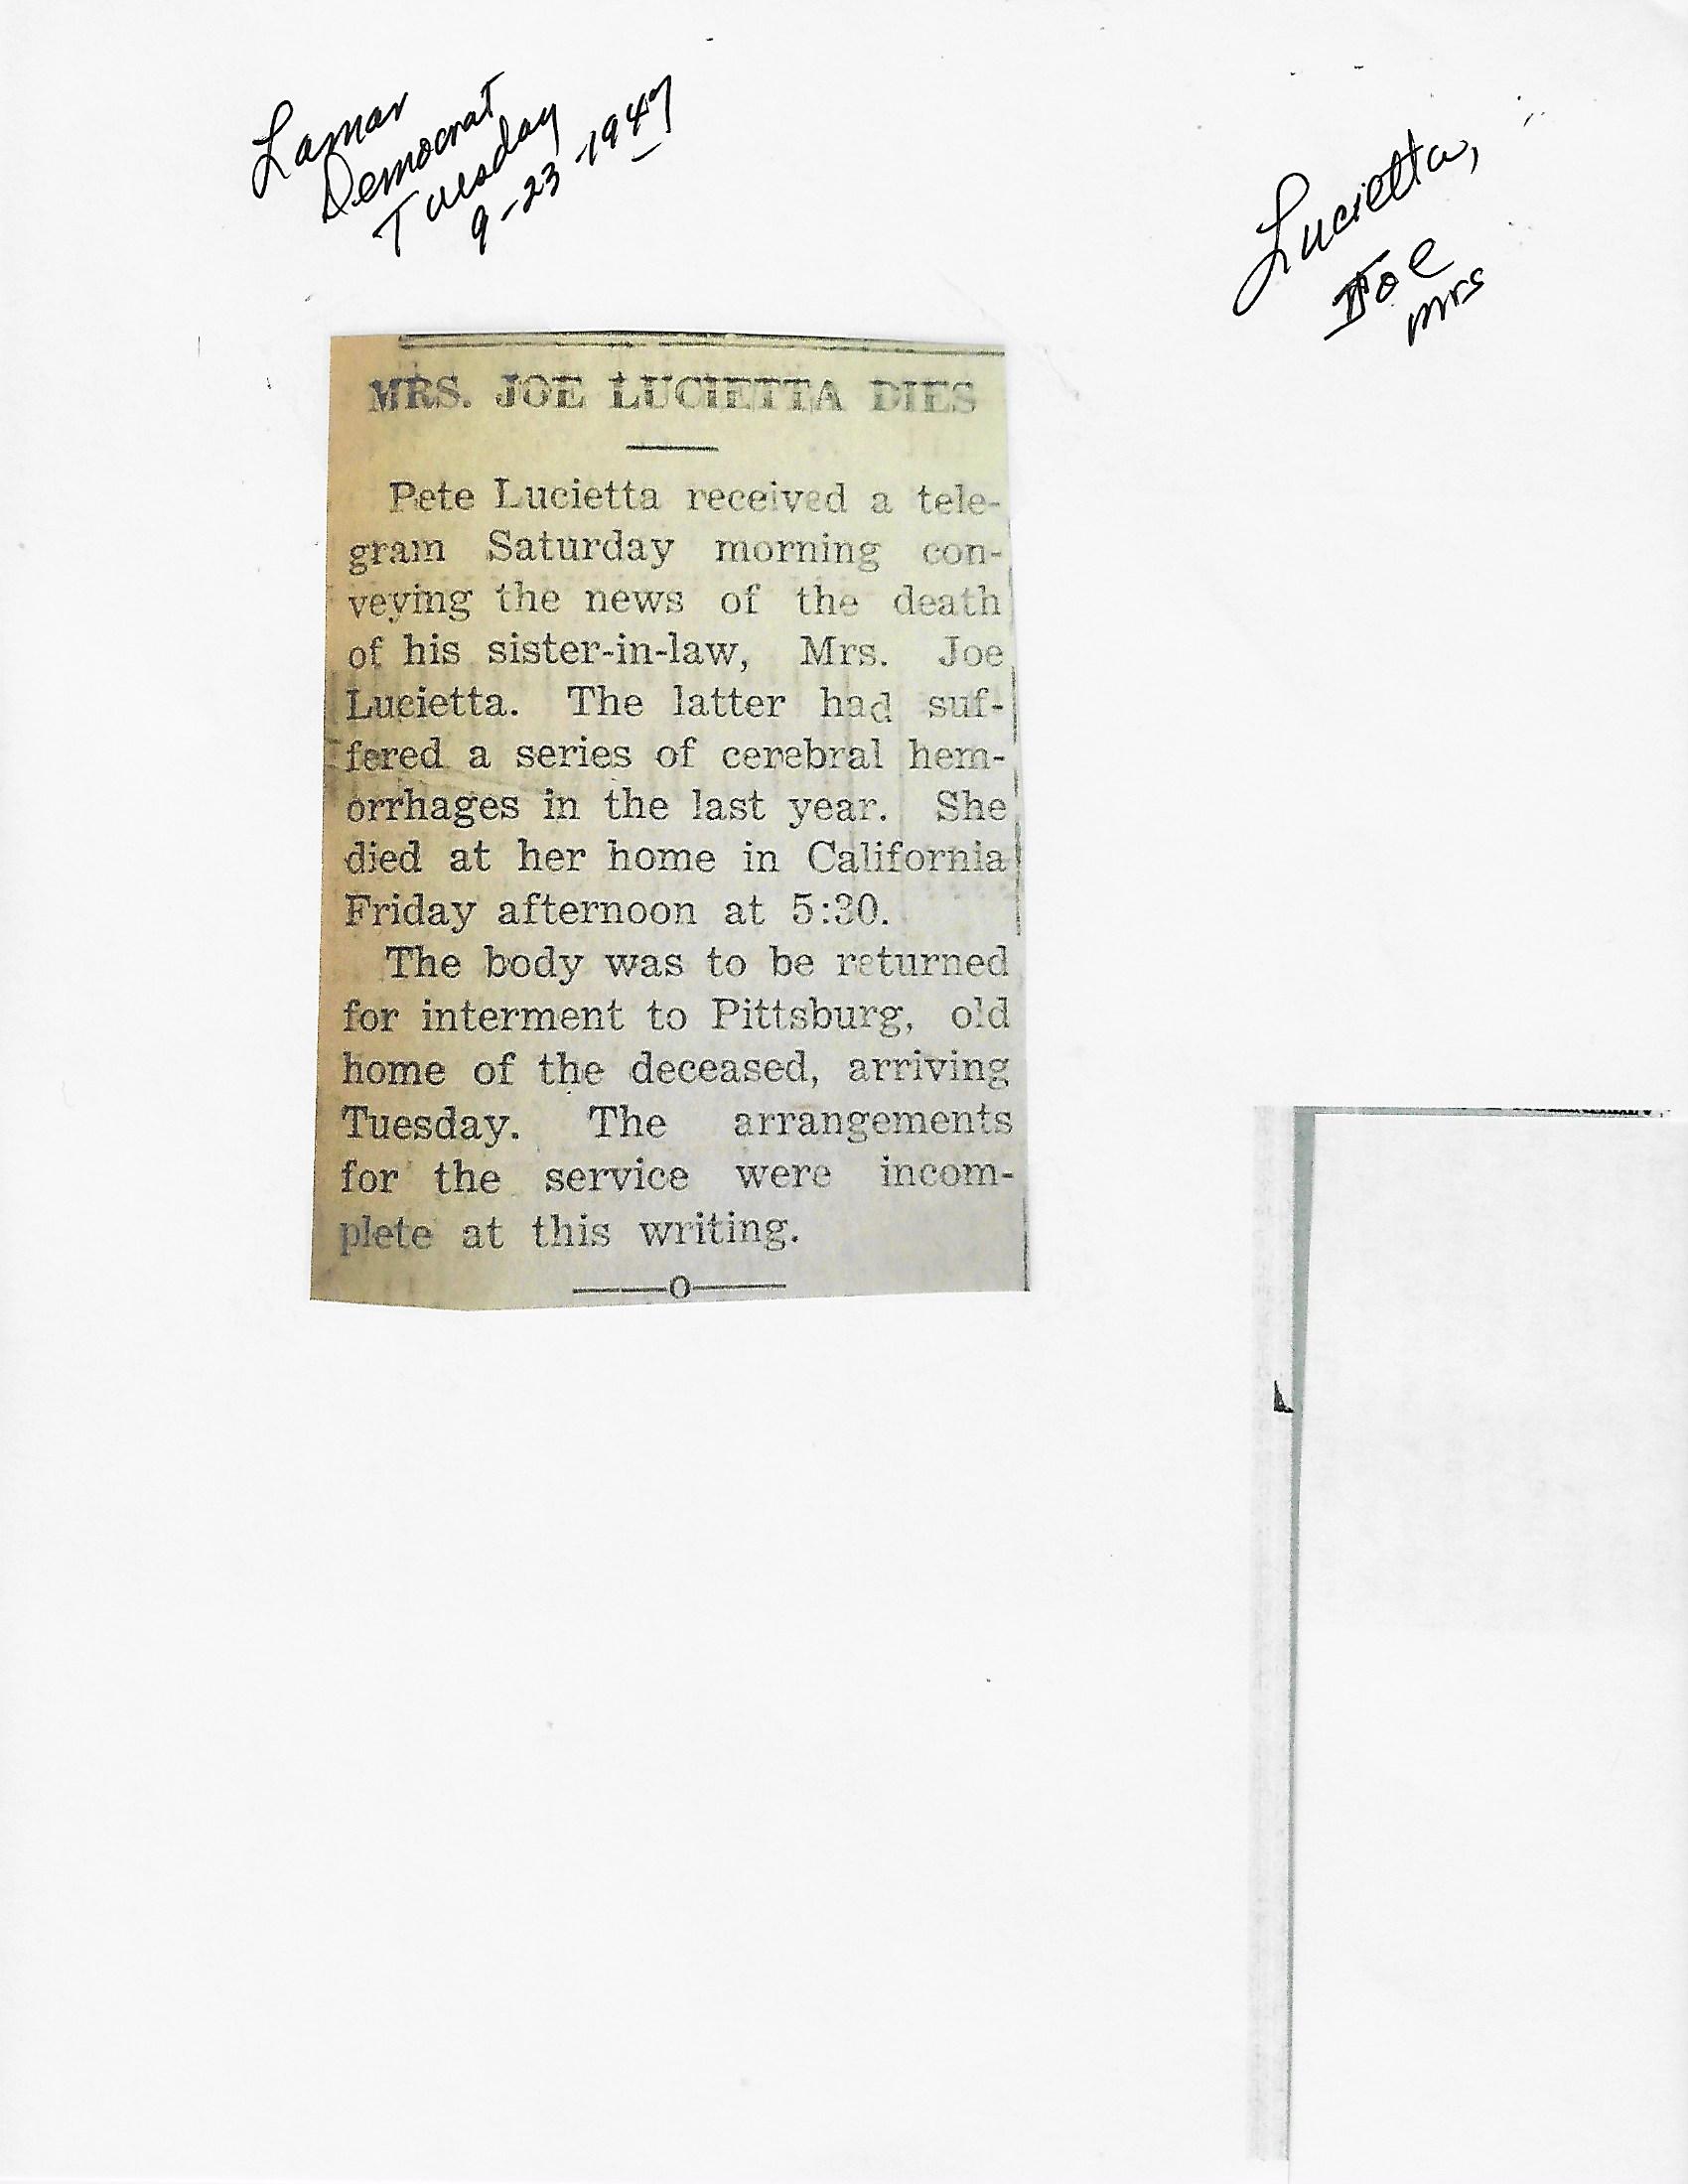 Lamar
Democrat
Tuesday
9-23-1947
Lucietta,
Joe
Mrs
MRS. JOE LUCIETTA DIES
Pete Lucietta received a tele-
gram Saturday morning con-
veying the news of the death
of his sister-in-law, Mrs. Joe
Lucietta. The latter had suf-
fered a series of cerebral hem-
orrhages in the last year. She
died at her home in California
Friday afternoon at 5:30.
The body was to be returned
for interment to Pittsburg, old
home of the deceased, arriving
Tuesday. The arrangements
for the service were incom-
plete at this writing.
——o——